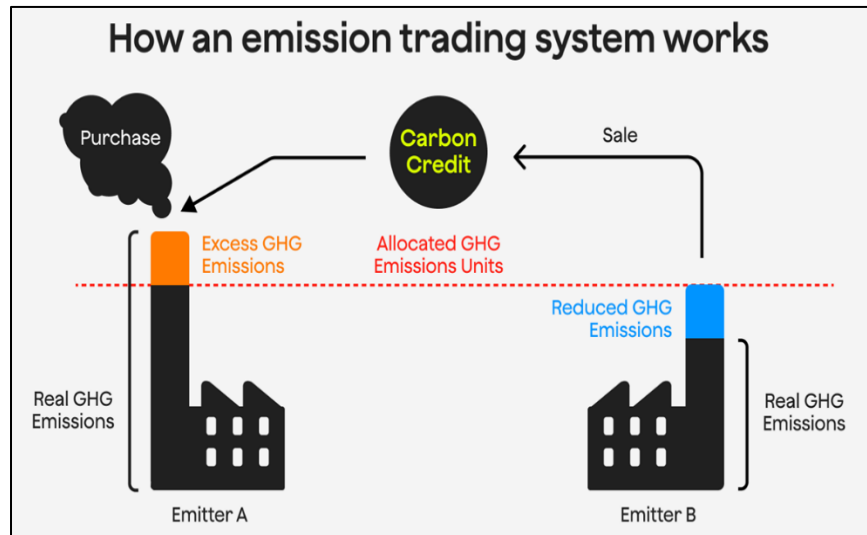 How an emission trading system works
Purchase
Carbon
Credit
Sale
Excess GHG
Emissions
Allocated GHG
Emissions Units
Reduced GHG
Emissions
Real GHG
Emissions
Real GHG
Emissions
Emitter A
Emitter B